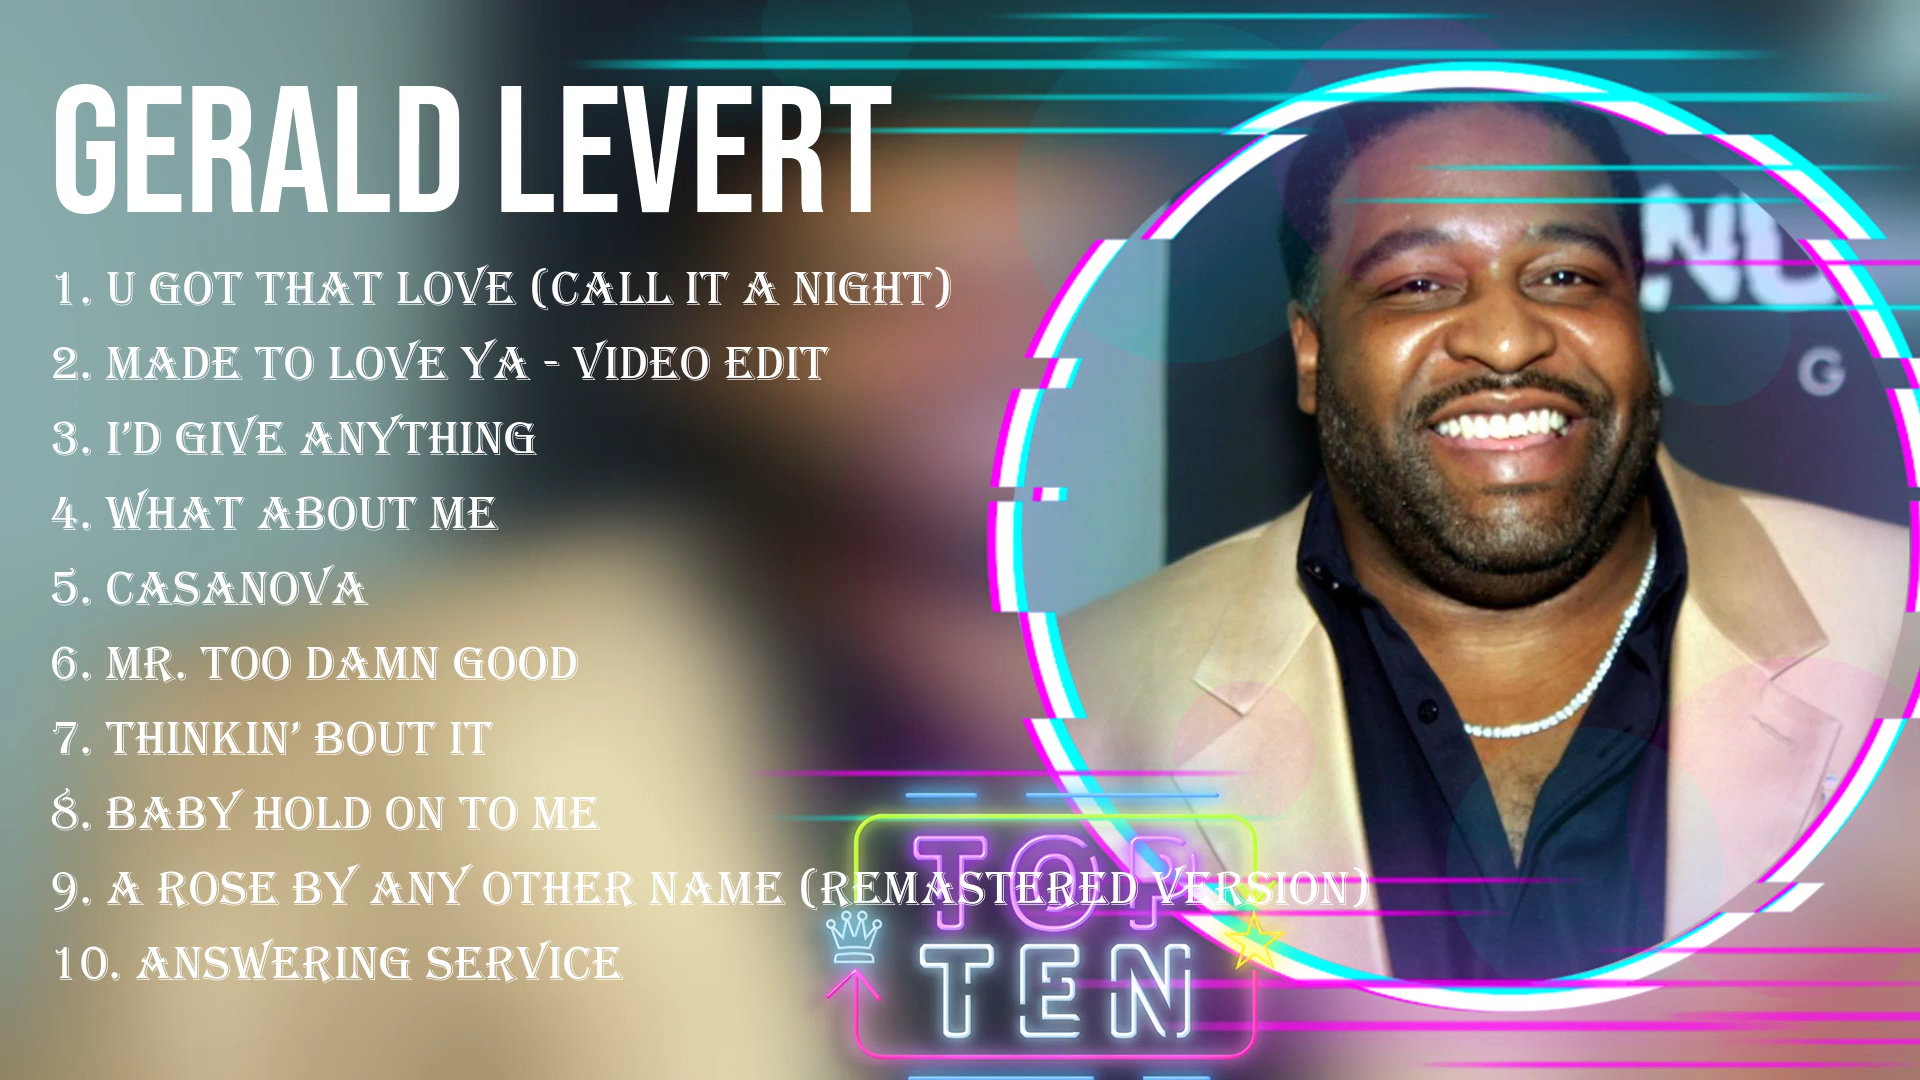 GERALD LEVERT
1. U GOT THAT LOVE (CALL IT A NIGHT)
2. MADE TO LOVE YA - VIDEO EDIT
3. I'D GIVE ANYTHING
4. WHAT ABOUT ME
5. CASANOVA
6. MR. TOO DAMN GOOD
7. THINKIN' BOUT IT
8. BABY HOLD ON TO ME
9. A ROSE BY ANY OTHER NAME (REMASTERED VERSION)
10. ANSWERING SERVICE
TOP
TEN